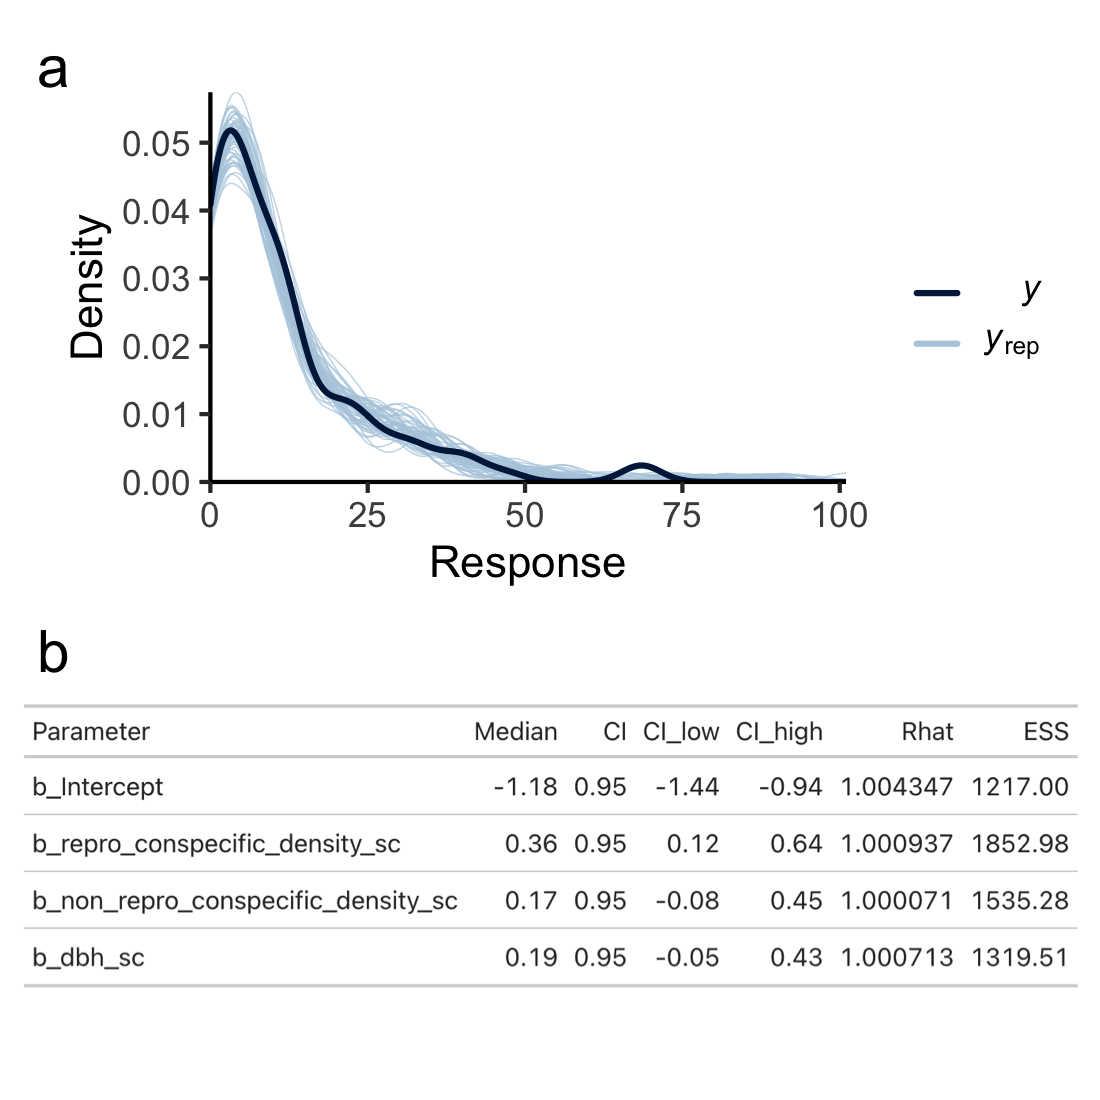 a
Density
0.05
0.04
0.03
0.02
0.01
0.00
0 25 50 75 100
Response
y
yrep
b
Parameter Median CI CI_low CI_high Rhat ESS
b_Intercept -1.18 0.95 -1.44 -0.94 1.004347 1217.00
b_repro_conspecific_density_sc 0.36 0.95 0.12 0.64 1.000937 1852.98
b_non_repro_conspecific_density_sc 0.17 0.95 -0.08 0.45 1.000071 1535.28
b_dbh_sc 0.19 0.95 -0.05 0.43 1.000713 1319.51